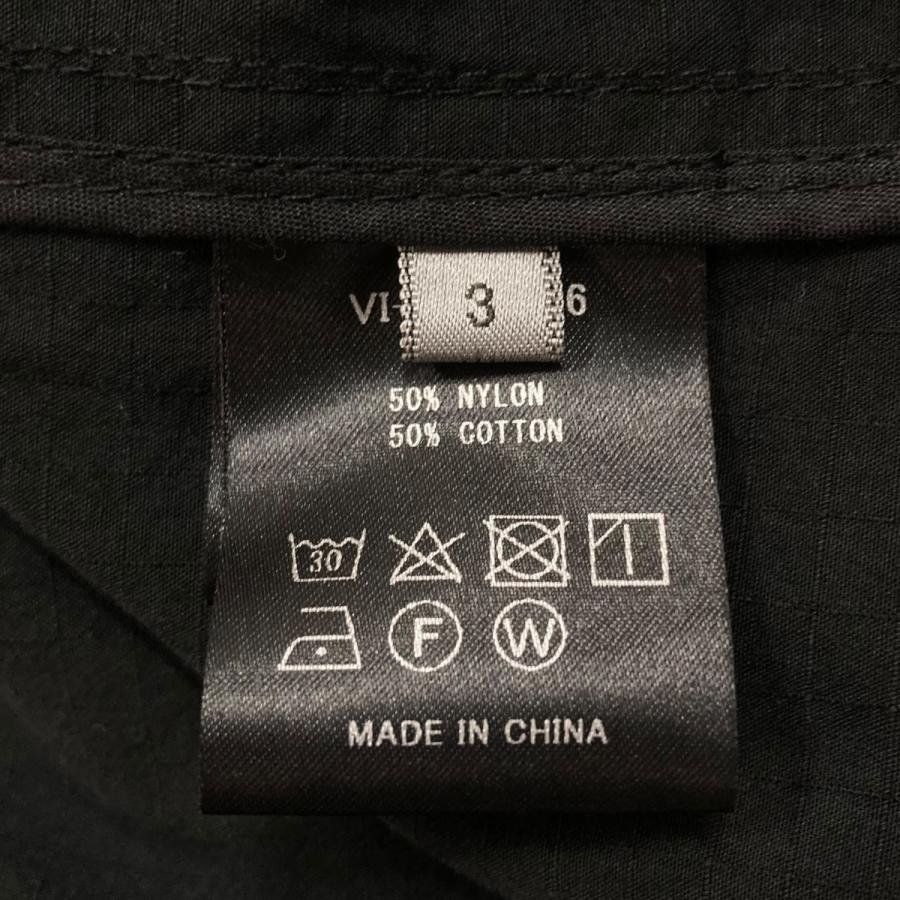 VI- 3 6
50% NYLON
50% COTTON
30
F W
MADE IN CHINA